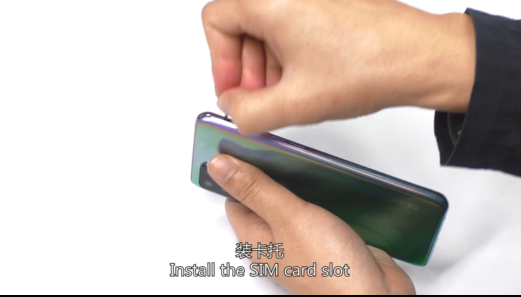 装卡托
Install the SIM card slot